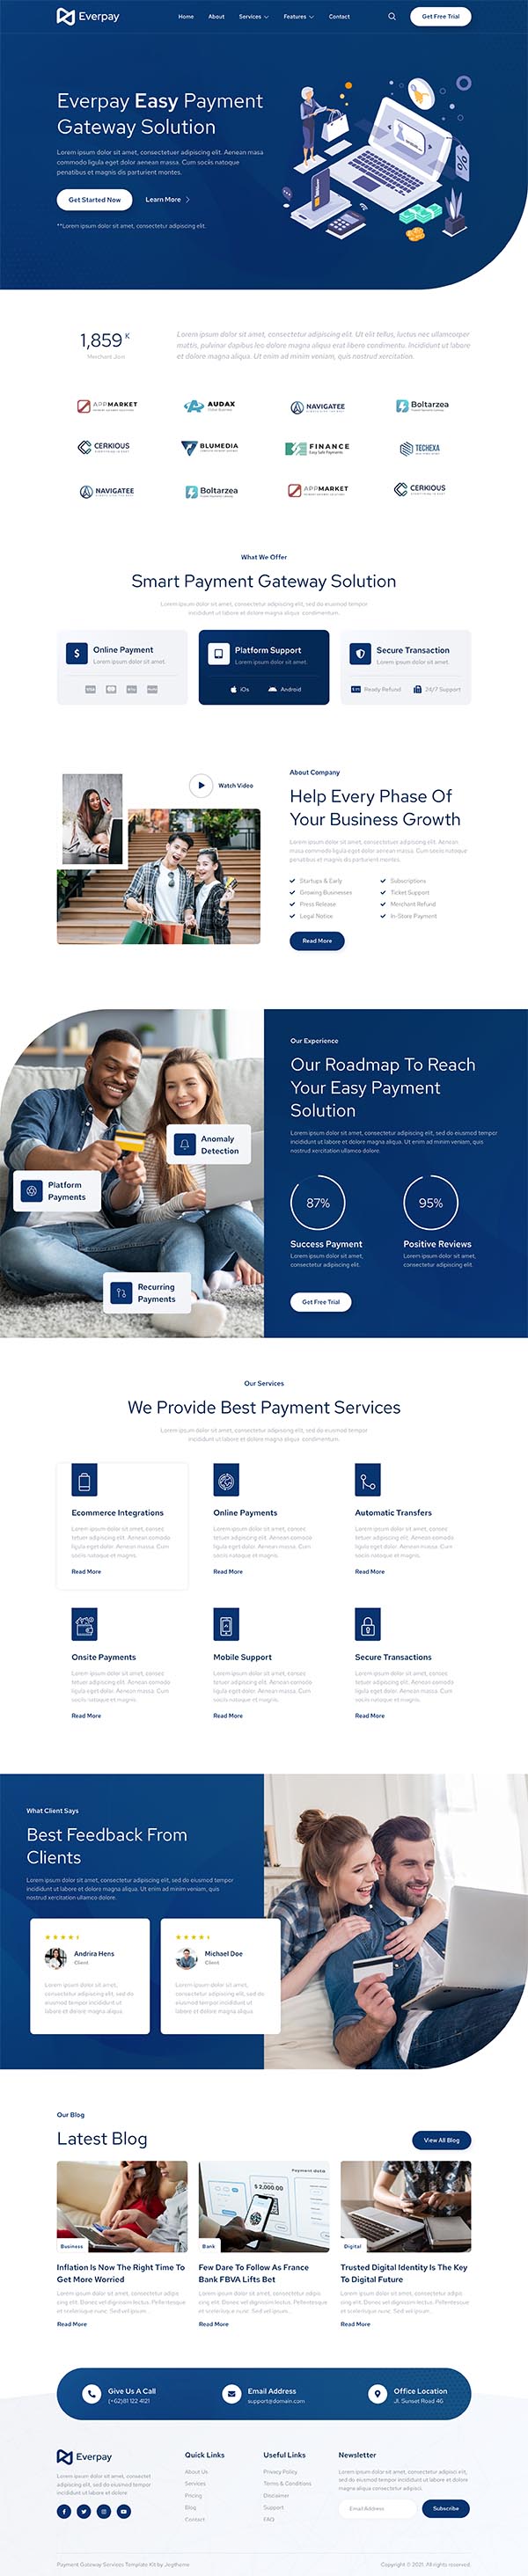 Everpay
Home About Services Features Contact
Get Free Trial
Everpay Easy Payment
Gateway Solution
Lorem ipsum dolor sit amet, consectetuer adipiscing elit. Aenean masa
commodo ligula eget dolor aenean massa. Cum sociis natoque
penatibus et magnis dis parturient montes.
Get Started Now Learn More
**Lorem ipsum dolor sit amet, consectetur adipiscing elit.
1,859 K
Merchant Join
Lorem ipsum dolor sit amet, consectetur adipiscing elit. Ut elit tellus, luctus nec ullamcorper
mattis, pulvinar dapibus leo dolore magna aliqua erat libero condimentu. Incididunt ut labore
et dolore magna aliqua. Ut enim ad minim veniam, quis nostrud xercitation.
APPMARKET AUDAX NAVIGATEE Boltarzea
CERKIOUS BLUMEDIA FINANCE TECHEXA
Easy Safe Payments
NAVIGATEE Boltarzea APPMARKET CERKIOUS
What We Offer
Smart Payment Gateway Solution
Lorem ipsum dolor sit amet, consectetur adipiscing elit, sed do eiusmod tempor
incididunt ut labore et dolore magna aliqua condimentum.
Online Payment
Lorem ipsum dolor sit amet.
VISA
Platform Support
Lorem ipsum dolor sit amet.
iOs Android
Secure Transaction
Lorem ipsum dolor sit amet.
Ready Refund 24/7 Support
Watch Video
About Company
Help Every Phase Of
Your Business Growth
Lorem ipsum dolor sit amet, consectetuer adipiscing elit. Aenean
masa commodo ligula eget dolor aenean massa. Cum sociis natoque
penatibus et magnis dis parturient montes.
Startups & Early Subscriptions
Growing Businesses Ticket Support
Press Release Merchant Refund
Legal Notice In-Store Payment
Read More
Anomaly
Detection
Platform
Payments
Recurring
Payments
Our Experience
Our Roadmap To Reach
Your Easy Payment
Solution
Lorem ipsum dolor sit amet, consectetur adipiscing elit, sed do eiusmod tempor
incididunt ut labore et dolore magna aliqua. Ut enim ad minim veniam, quis
nostrud xercitation ullamco dolore.
87% 95%
Success Payment Positive Reviews
Lorem ipsum dolor sit amet, Lorem ipsum dolor sit amet,
consectetur adipiscing elit. consectetur adipiscing elit.
Get Free Trial
Our Services
We Provide Best Payment Services
Lorem ipsum dolor sit amet, consectetur adipiscing elit, sed do eiusmod tempor
incididunt ut labore et dolore magna aliqua condimentum.
Ecommerce Integrations
Lorem ipsum dolor sit amet, consec
tetuer adipiscing elit. Aenean comodo
ligula eget dolor. Aenean massa. Cum
sociis natoque et magnis.
Read More
Online Payments
Lorem ipsum dolor sit amet, consec
tetuer adipiscing elit. Aenean comodo
ligula eget dolor. Aenean massa. Cum
sociis natoque et magnis.
Read More
Automatic Transfers
Lorem ipsum dolor sit amet, consec
tetuer adipiscing elit. Aenean comodo
ligula eget dolor. Aenean massa. Cum
sociis natoque et magnis.
Read More
Onsite Payments
Lorem ipsum dolor sit amet, consec
tetuer adipiscing elit. Aenean comodo
ligula eget dolor. Aenean massa. Cum
sociis natoque et magnis.
Read More
Mobile Support
Lorem ipsum dolor sit amet, consec
tetuer adipiscing elit. Aenean comodo
ligula eget dolor. Aenean massa. Cum
sociis natoque et magnis.
Read More
Secure Transactions
Lorem ipsum dolor sit amet, consec
tetuer adipiscing elit. Aenean comodo
ligula eget dolor. Aenean massa. Cum
sociis natoque et magnis.
Read More
What Client Says
Best Feedback From
Clients
Lorem ipsum dolor sit amet, consectetur adipiscing elit, sed do eiusmod tempor
incididunt ut labore et dolore magna aliqua. Ut enim ad minim veniam, quis
nostrud xercitation ullamco dolore.
Andrira Hens
Client
Lorem ipsum dolor sit amet,
consectetur adipiscing elit, sed do
eiusmod tempor incididunt ut
labore et dolore magna aliqua.
Michael Doe
Client
Lorem ipsum dolor sit amet,
consectetur adipiscing elit, sed do
eiusmod tempor incididunt ut
labore et dolore magna aliqua.
Our Blog
Latest Blog
View All Blog
Payment data
$ 2,000.00
Business Bank Digital
Inflation Is Now The Right Time To
Get More Worried
Lorem ipsum dolor sit amet, consectetur adipis
cing elit. Donec vel dignissim lectus. Pellentesque
et scelerisque nunc. Sed vel ipsum.
Read More
Few Dare To Follow As France
Bank FBVA Lifts Bet
Lorem ipsum dolor sit amet, consectetur adipis
cing elit. Donec vel dignissim lectus. Pellentesque
et scelerisque nunc. Sed vel ipsum.
Read More
Trusted Digital Identity Is The Key
To Digital Future
Lorem ipsum dolor sit amet, consectetur adipis
cing elit. Donec vel dignissim lectus. Pellentesque
et scelerisque nunc. Sed vel ipsum.
Read More
Give Us A Call
(+62)81 122 4121
Email Address
support@domain.com
Office Location
Jl. Sunset Road 46
Everpay
Lorem ipsum dolor sit amet, consectet
adipiscing elit, sed do eiusmod tempor
incididunt ut labore et dolore
Quick Links
About Us
Services
Pricing
Blog
Contact
Useful Links
Privacy Policy
Terms & Conditions
Disclaimer
Support
FAQ
Newsletter
Lorem ipsum dolor sit amet, consectetur adipisci elit,
sed do eiusmod tempor incididunt ut labore et dolore
magna aliqua consectetur adipisci.
Email Address Subscribe
Payment Gateway Services Template Kit by Jegtheme
Copyright © 2021. All rights reserved.